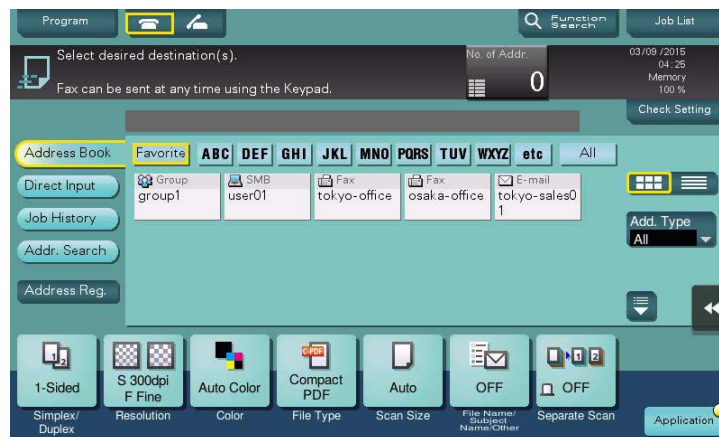 Program
Function Search
Job List
Select desired destination(s).
Fax can be sent at any time using the Keypad.
No. of Addr.
0
03/09 /2015
04:25
Memory
100 %
Check Setting
Address Book
Favorite ABC DEF GHI JKL MNO PQRS TUV WXYZ etc All
Direct Input
Group
group1
SMB
user01
Fax
tokyo-office
Fax
osaka-office
E-mail
tokyo-sales0
1
Job History
Add. Type
All
Addr. Search
Address Reg.
1-Sided
Simplex/
Duplex
S 300dpi
F Fine
Resolution
Auto Color
Color
Compact
PDF
File Type
Auto
Scan Size
OFF
File Name/
Subject
Name/Other
OFF
Separate Scan
Application